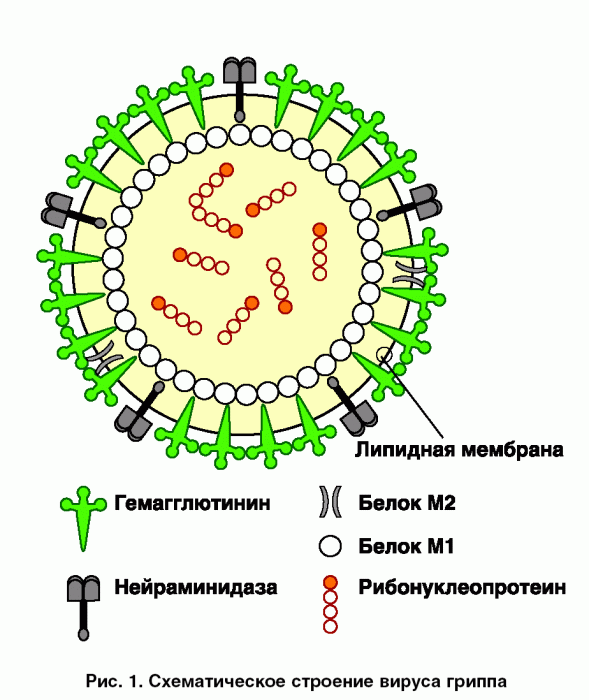 Липидная мембрана
Гемагглютинин
Белок М2
Белок М1
Нейраминидаза
Рибонуклеопротеин
Рис. 1. Схематическое строение вируса гриппа